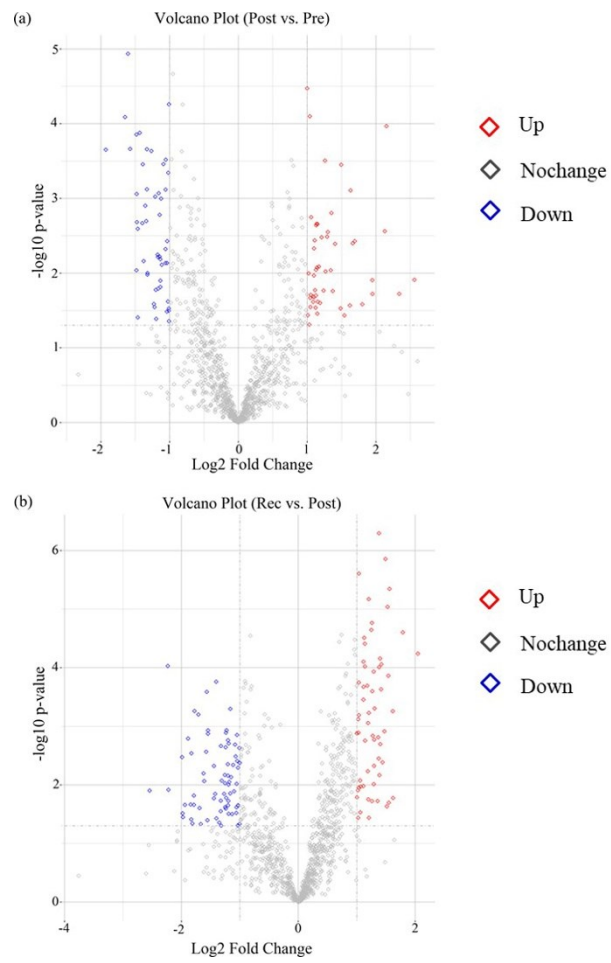 (a)
Volcano Plot (Post vs. Pre)
5
4
3
2
1
0
-log10 p-value
-2 -1 0 1 2
Log2 Fold Change
Up
Nochange
Down
(b)
Volcano Plot (Rec vs. Post)
6
4
2
0
-log10 p-value
-4 -2 0 2
Log2 Fold Change
Up
Nochange
Down